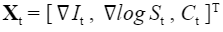 𝐗ₜ = [ ∇Iₜ , ∇log Sₜ , Cₜ ]ᵀ